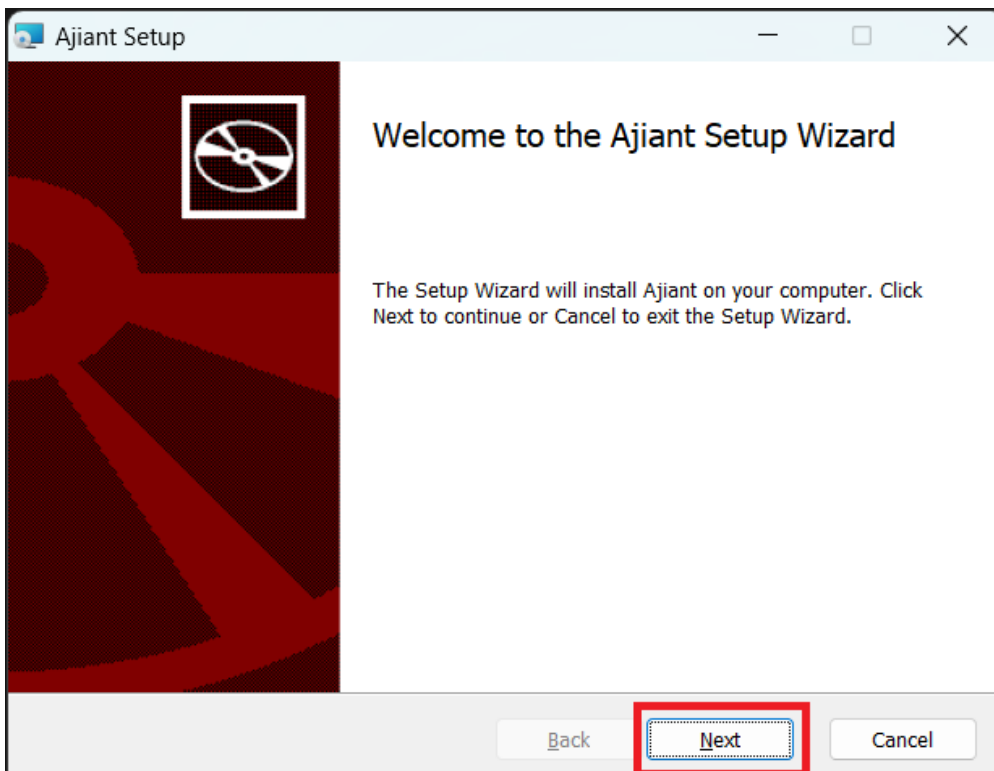 Ajiant Setup
Welcome to the Ajiant Setup Wizard
The Setup Wizard will install Ajiant on your computer. Click
Next to continue or Cancel to exit the Setup Wizard.
Back
Next
Cancel